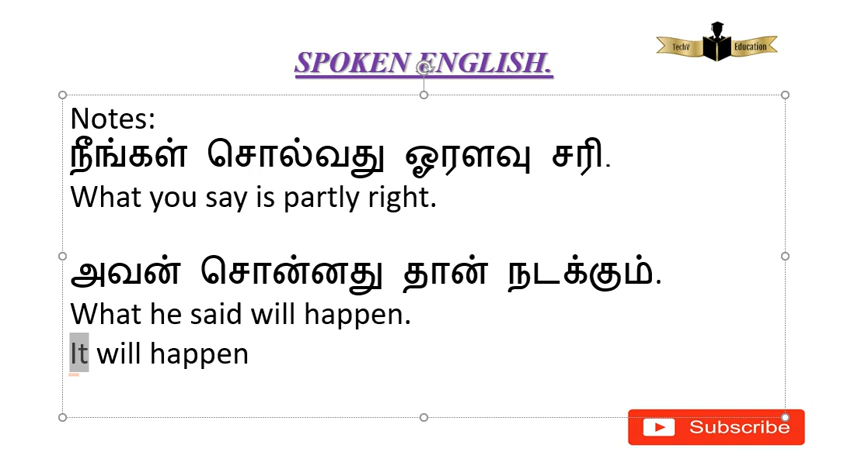 SPOKEN ENGLISH.
TechV Education
Notes:
நீங்கள் சொல்வது ஓரளவு சரி.
What you say is partly right.
அவன் சொன்னது தான் நடக்கும்.
What he said will happen.
It will happen
Subscribe